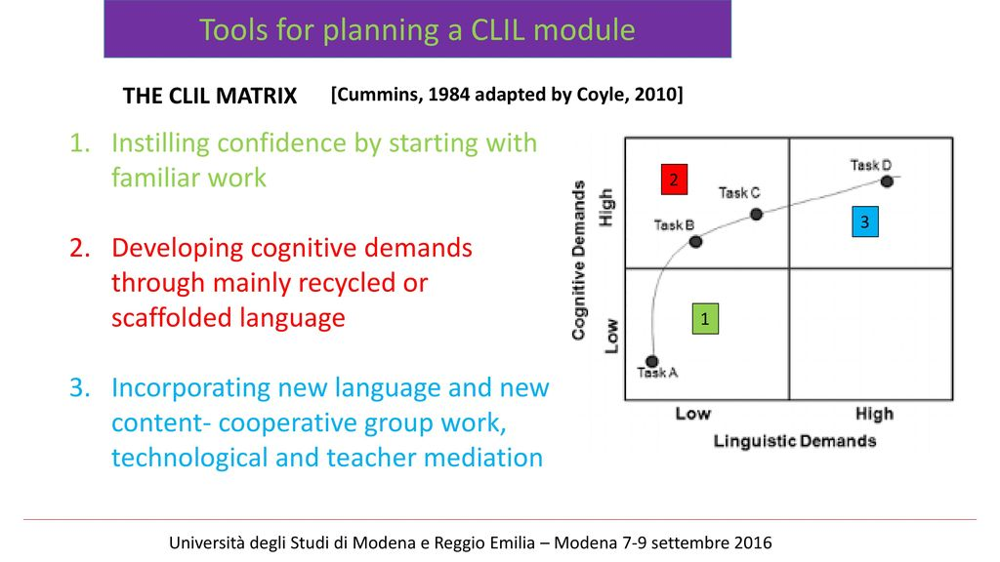 Tools for planning a CLIL module
THE CLIL MATRIX [Cummins, 1984 adapted by Coyle, 2010]
1. Instilling confidence by starting with
familiar work
2. Developing cognitive demands
through mainly recycled or
scaffolded language
3. Incorporating new language and new
content- cooperative group work,
technological and teacher mediation
Cognitive Demands
High
Low
2
Task D
Task C
3
Task B
1
Task A
Low
High
Linguistic Demands
Università degli Studi di Modena e Reggio Emilia – Modena 7-9 settembre 2016